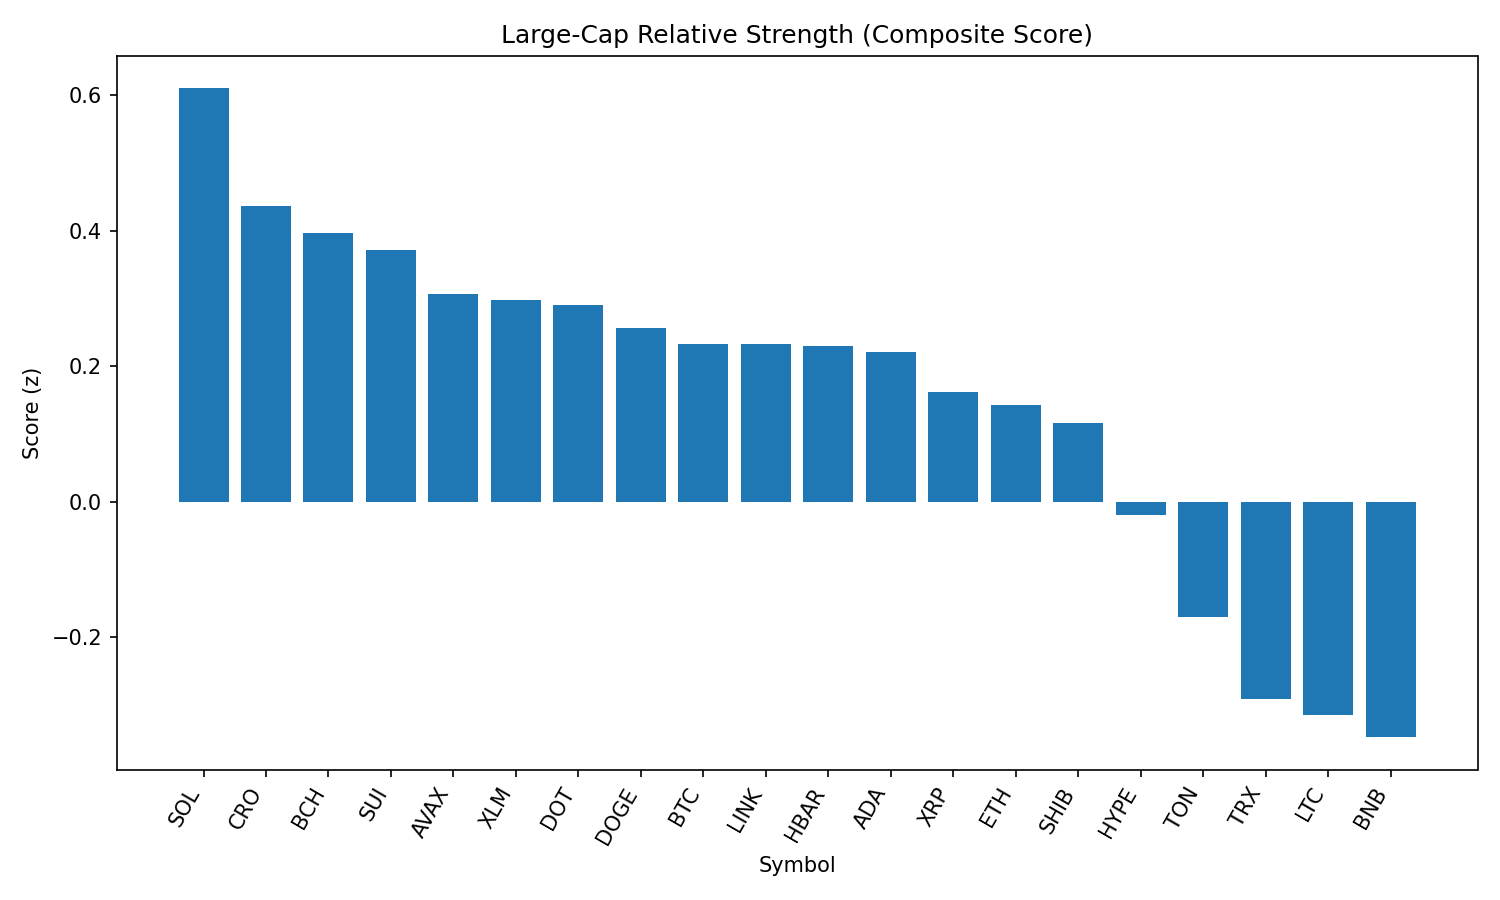 Large-Cap Relative Strength (Composite Score)
0.6
0.4
0.2
0.0
−0.2
Score (z)
SOL
CRO
BCH
SUI
AVAX
XLM
DOT
DOGE
BTC
LINK
HBAR
ADA
XRP
ETH
SHIB
HYPE
TON
TRX
LTC
BNB
Symbol